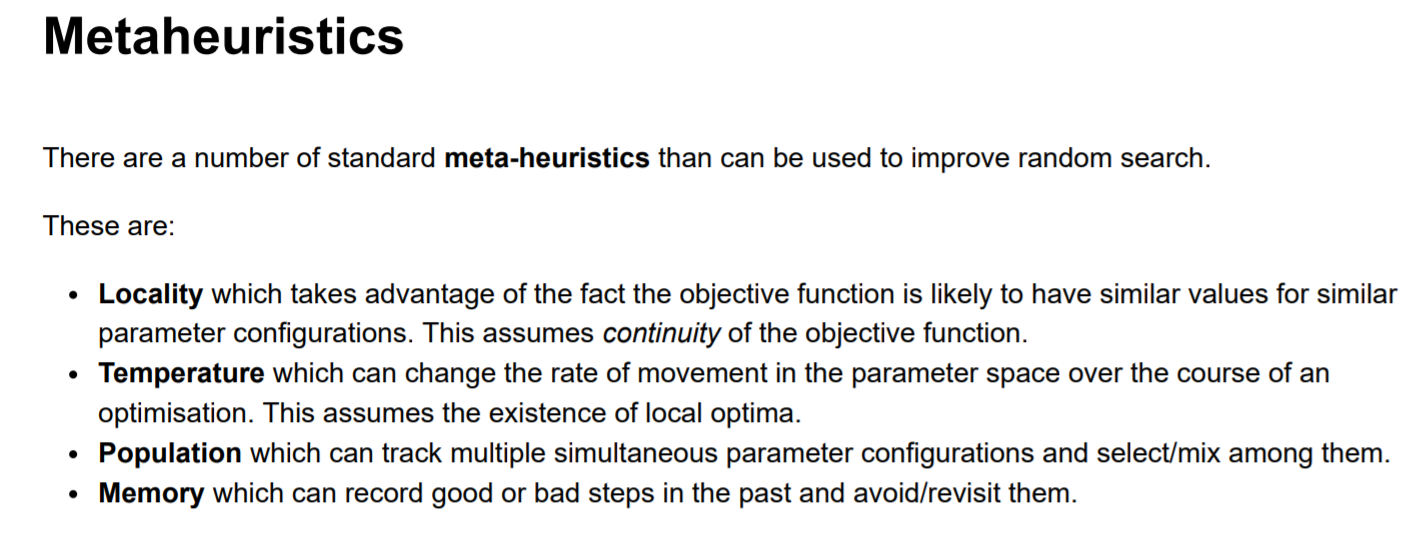 Metaheuristics
There are a number of standard meta-heuristics than can be used to improve random search.
These are:
• Locality which takes advantage of the fact the objective function is likely to have similar values for similar
parameter configurations. This assumes continuity of the objective function.
• Temperature which can change the rate of movement in the parameter space over the course of an
optimisation. This assumes the existence of local optima.
• Population which can track multiple simultaneous parameter configurations and select/mix among them.
• Memory which can record good or bad steps in the past and avoid/revisit them.